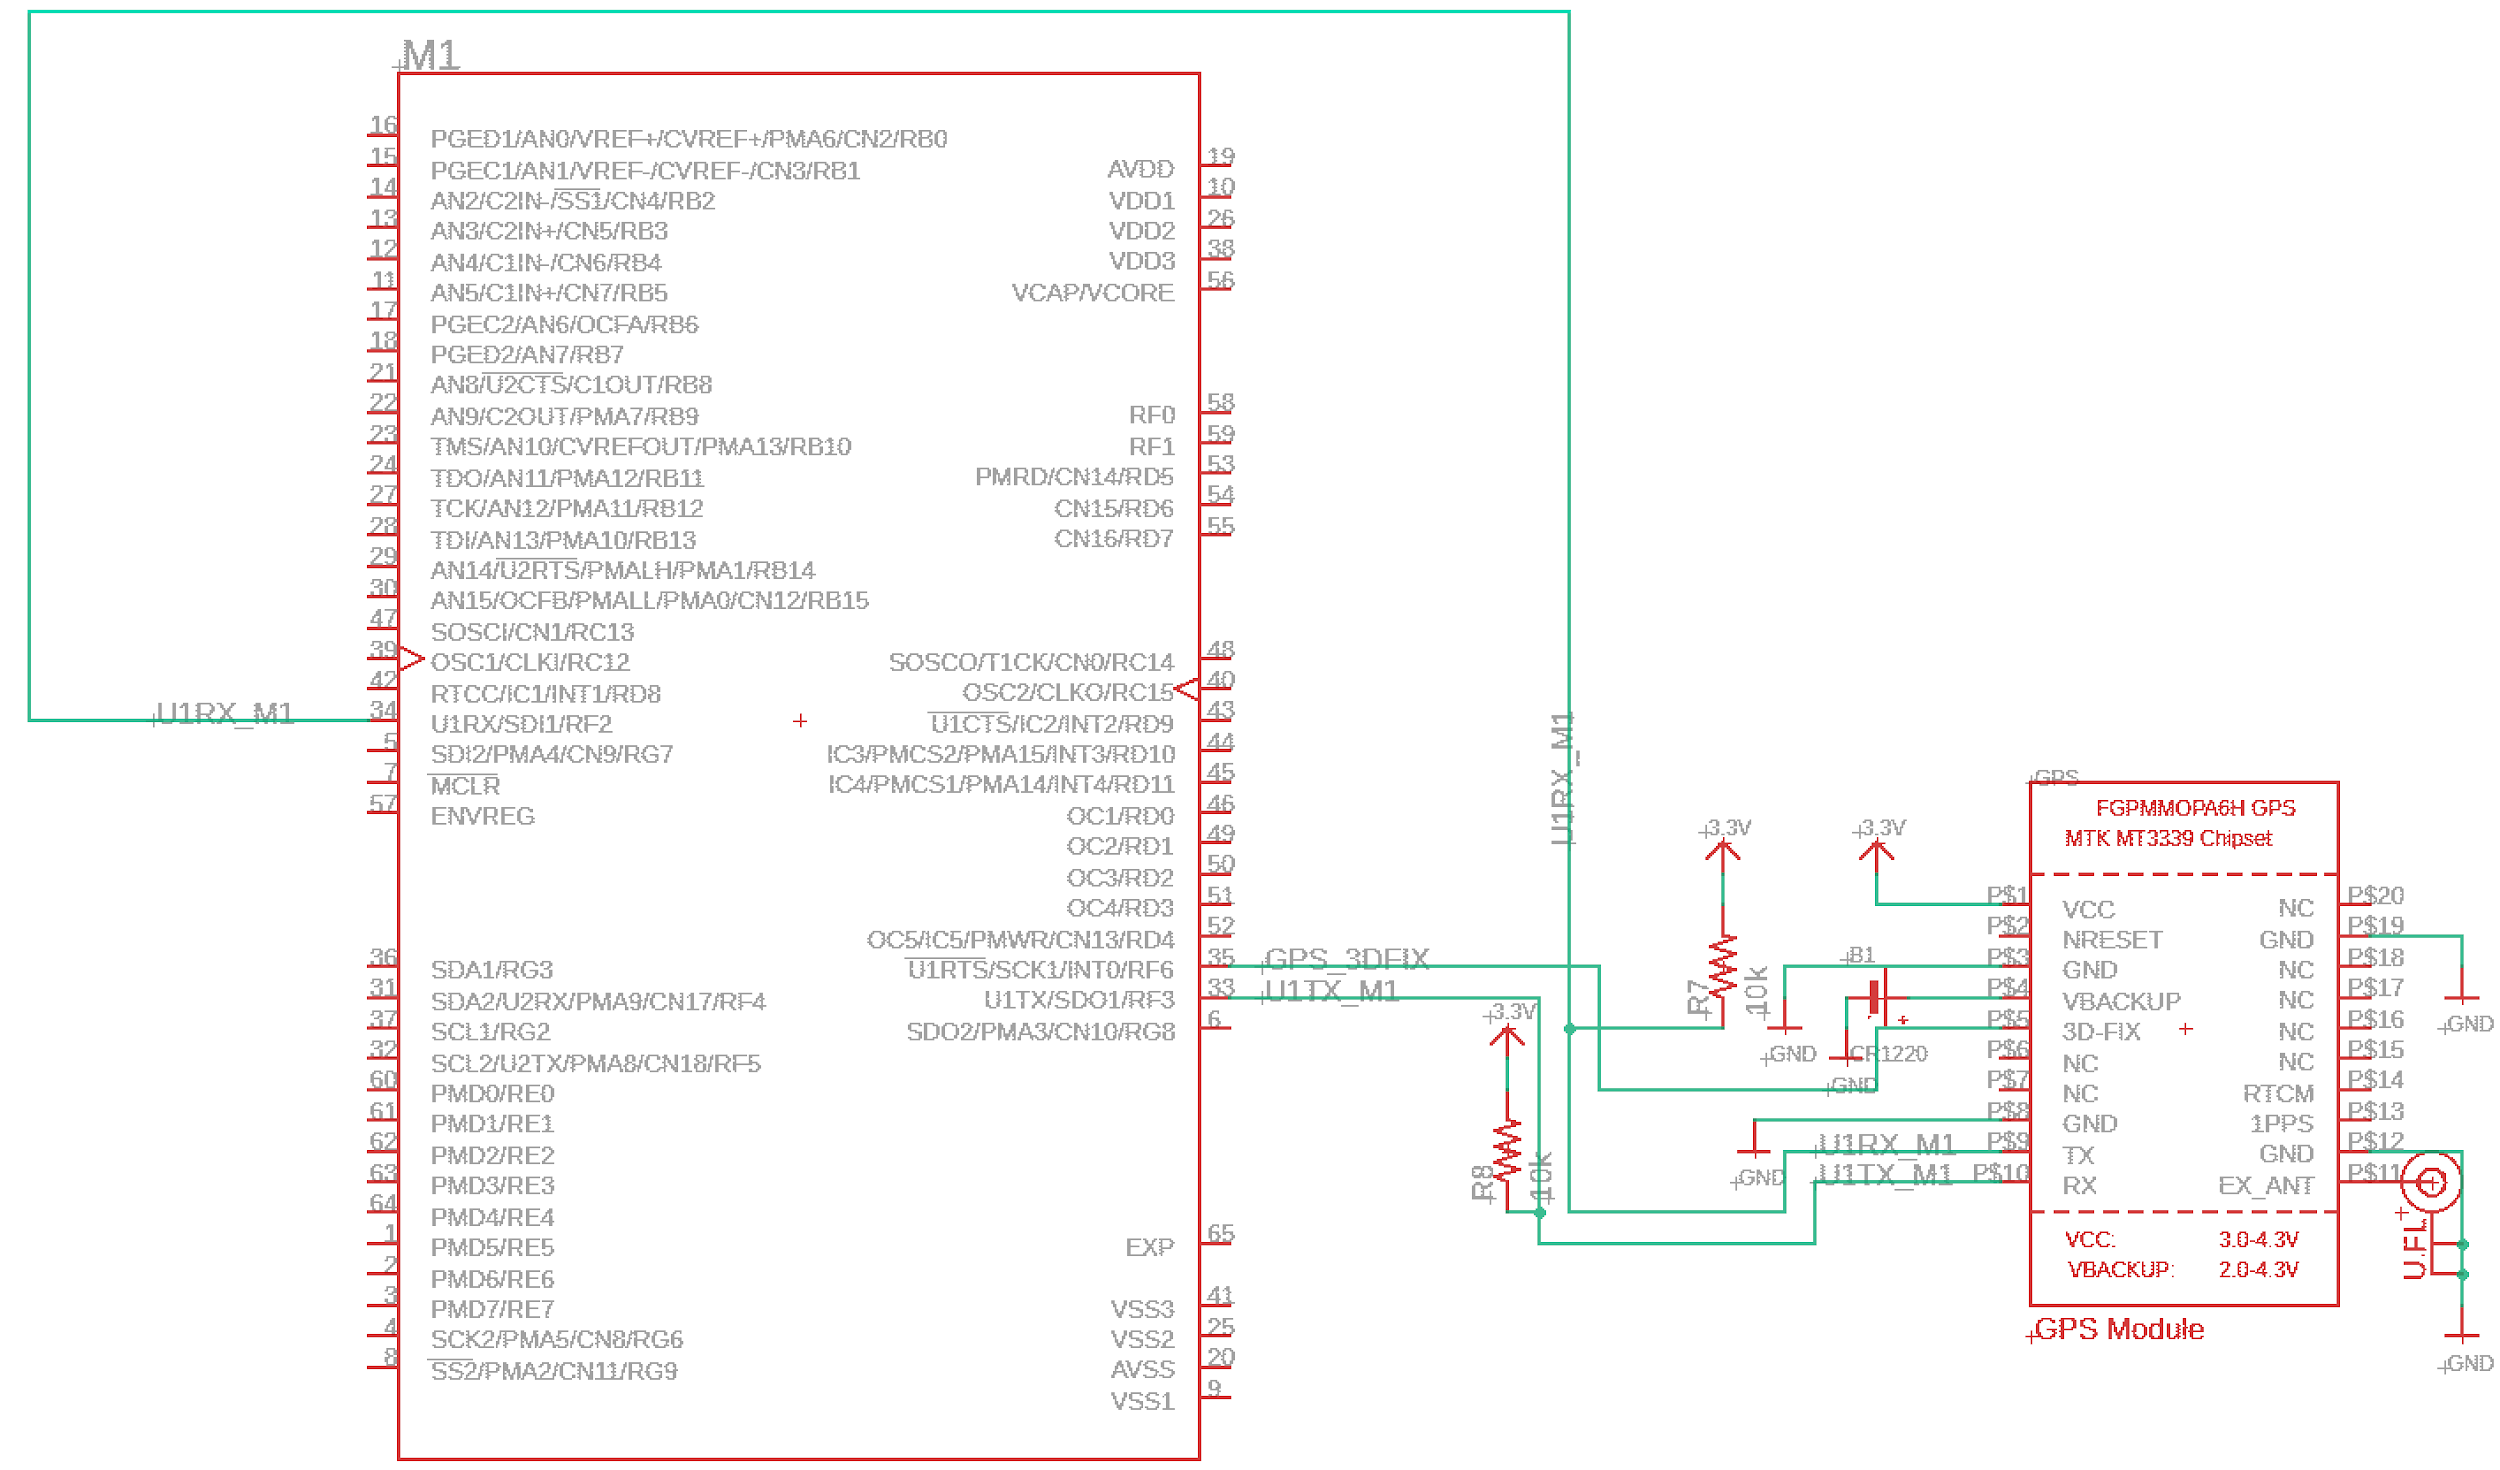 M1
16 PGED1/AN0/VREF+/CVREF+/PMA6/CN2/RB0
15 PGEC1/AN1/VREF-/CVREF-/CN3/RB1
14 AN2/C2IN-/SS1/CN4/RB2
13 AN3/C2IN+/CN5/RB3
12 AN4/C1IN-/CN6/RB4
11 AN5/C1IN+/CN7/RB5
17 PGEC2/AN6/OCFA/RB6
18 PGED2/AN7/RB7
21 AN8/U2CTS/C1OUT/RB8
22 AN9/C2OUT/PMA7/RB9
23 TMS/AN10/CVREFOUT/PMA13/RB10
24 TDO/AN11/PMA12/RB11
27 TCK/AN12/PMA11/RB12
28 TDI/AN13/PMA10/RB13
29 AN14/U2RTS/PMALH/PMA1/RB14
30 AN15/OCFB/PMALL/PMA0/CN12/RB15
47 SOSCI/CN1/RC13
39 OSC1/CLKI/RC12
42 RTCC/IC1/INT1/RD8
U1RX_M1 34 U1RX/SDI1/RF2
5 SDI2/PMA4/CN9/RG7
7 MCLR
57 ENVREG
36 SDA1/RG3
31 SDA2/U2RX/PMA9/CN17/RF4
37 SCL1/RG2
32 SCL2/U2TX/PMA8/CN18/RF5
60 PMD0/RE0
61 PMD1/RE1
62 PMD2/RE2
63 PMD3/RE3
64 PMD4/RE4
1 PMD5/RE5
2 PMD6/RE6
3 PMD7/RE7
4 SCK2/PMA5/CN8/RG6
8 SS2/PMA2/CN11/RG9
AVDD 19
VDD1 10
VDD2 26
VDD3 38
VCAP/VCORE 56
RF0 58
RF1 59
PMRD/CN14/RD5 53
CN15/RD6 54
CN16/RD7 55
SOSCO/T1CK/CN0/RC14 48
OSC2/CLKO/RC15 40
U1CTS/IC2/INT2/RD9 43
IC3/PMCS2/PMA15/INT3/RD10 44
IC4/PMCS1/PMA14/INT4/RD11 45
OC1/RD0 46
OC2/RD1 49
OC3/RD2 50
OC4/RD3 51
OC5/IC5/PMWR/CN13/RD4 52
U1RTS/SCK1/INT0/RF6 35 GPS_3DFIX
U1TX/SDO1/RF3 33 U1TX_M1
SDO2/PMA3/CN10/RG8 6
EXP 65
VSS3 41
VSS2 25
AVSS 20
VSS1 9
U1RX_M1
3.3V
R8
10k
3.3V
R7
10k
3.3V
B1
CR1220
GND
GND
GND
U1RX_M1
U1TX_M1
GPS
FGPMMOPA6H GPS
MTK MT3339 Chipset
P$1 VCC
P$2 NRESET
P$3 GND
P$4 VBACKUP
P$5 3D-FIX
P$6 NC
P$7 NC
P$8 GND
P$9 TX
P$10 RX
NC P$20
GND P$19
NC P$18
NC P$17
NC P$16
NC P$15
RTCM P$14
1PPS P$13
GND P$12
EX_ANT P$11
VCC: 3.0-4.3V
VBACKUP: 2.0-4.3V
GPS Module
GND
U.FL
GND